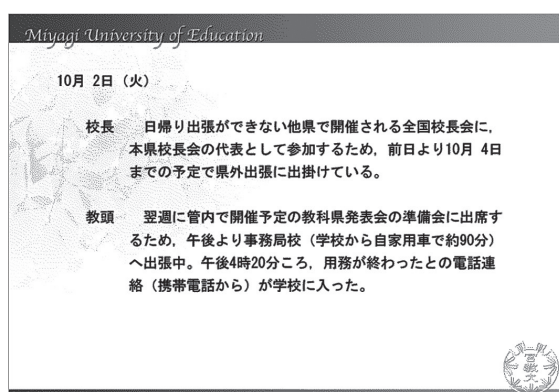 Miyagi University of Education
10月 2日（火）
校長　日帰り出張ができない他県で開催される全国校長会に，
本県校長会の代表として参加するため，前日より10月 4日
までの予定で県外出張に出掛けている。
教頭　翌週に管内で開催予定の教科県発表会の準備会に出席す
るため，午後より事務局校（学校から自家用車で約90分）
へ出張中。午後4時20分ころ，用務が終わったとの電話連
絡（携帯電話から）が学校に入った。
宮教大